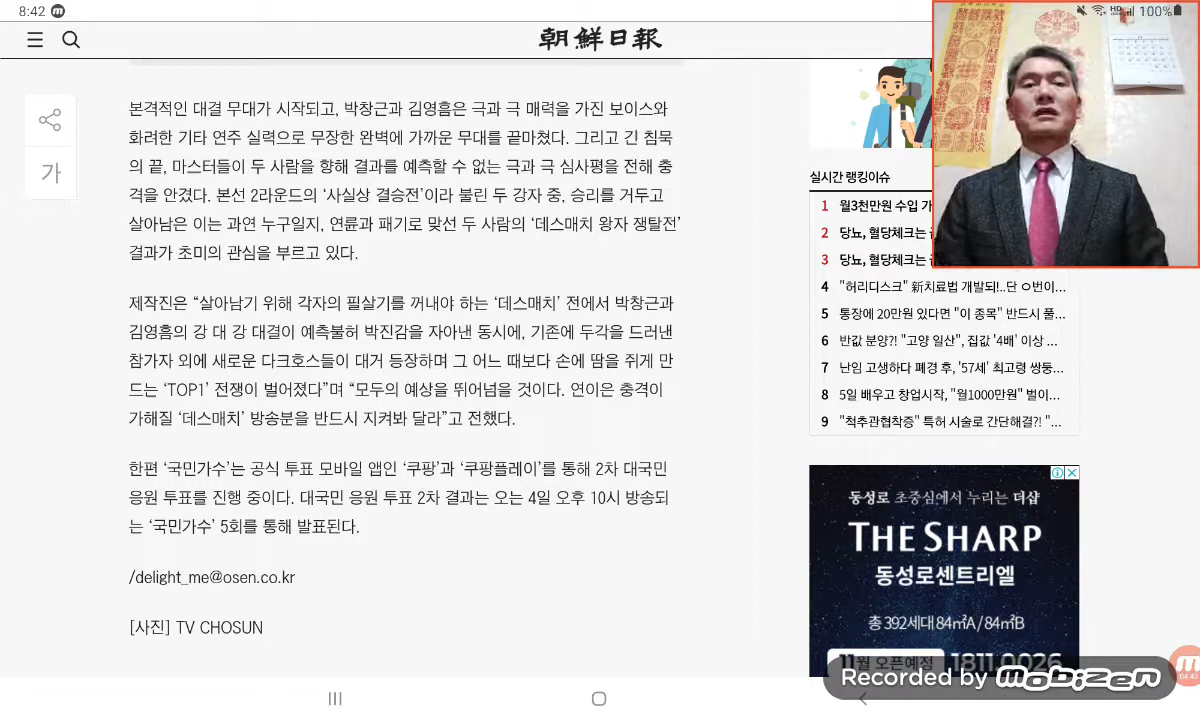 8:42
HD
100%
朝鮮日報
본격적인 대결 무대가 시작되고, 박창근과 김영흠은 극과 극 매력을 가진 보이스와
화려한 기타 연주 실력으로 무장한 완벽에 가까운 무대를 끝마쳤다. 그리고 긴 침묵
의 끝, 마스터들이 두 사람을 향해 결과를 예측할 수 없는 극과 극 심사평을 전해 충
격을 안겼다. 본선 2라운드의 ‘사실상 결승전’이라 불린 두 강자 중, 승리를 거두고
살아남은 이는 과연 누구일지, 연륜과 패기로 맞선 두 사람의 ‘데스매치 왕자 쟁탈전’
결과가 초미의 관심을 부르고 있다.
가
제작진은 “살아남기 위해 각자의 필살기를 꺼내야 하는 ‘데스매치’ 전에서 박창근과
김영흠의 강 대 강 대결이 예측불허 박진감을 자아낸 동시에, 기존에 두각을 드러낸
참가자 외에 새로운 다크호스들이 대거 등장하며 그 어느 때보다 손에 땀을 쥐게 만
드는 ‘TOP1’ 전쟁이 벌어졌다”며 “모두의 예상을 뛰어넘을 것이다. 연이은 충격이
가해질 ‘데스매치’ 방송분을 반드시 지켜봐 달라”고 전했다.
한편 ‘국민가수’는 공식 투표 모바일 앱인 ‘쿠팡’과 ‘쿠팡플레이’를 통해 2차 대국민
응원 투표를 진행 중이다. 대국민 응원 투표 2차 결과는 오는 4일 오후 10시 방송되
는 ‘국민가수’ 5회를 통해 발표된다.
/delight_me@osen.co.kr
[사진] TV CHOSUN
실시간 랭킹이슈
1 월3천만원 수입 가
2 당뇨, 혈당체크는
3 당뇨, 혈당체크는
4 "허리디스크" 新치료법 개발되!..단 ㅇ번이...
5 통장에 20만원 있다면 "이 종목" 반드시 풀...
6 반값 분양?! "고양 일산", 집값 '4배' 이상 ...
7 난임 고생하다 폐경 후, '57세' 최고령 쌍둥...
8 5일 배우고 창업시작, "월1000만원" 벌이...
9 "척추관협착증" 특허 시술로 간단해결?! "...
동성로 초중심에서 누리는 더샵
THE SHARP
동성로센트리엘
총 392세대 84㎡A / 84㎡B
11월 오픈예정 1811.0026
Recorded by mobizen
04:42